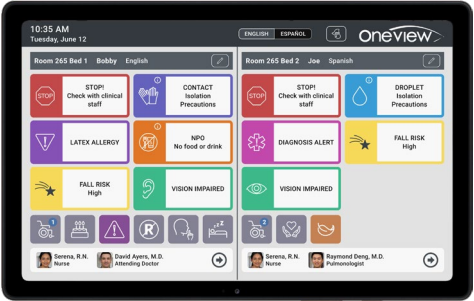 10:35 AM
Tuesday, June 12
ENGLISH ESPAÑOL
Oneview
Room 265 Bed 1 Bobby English
STOP!
STOP!
Check with clinical
staff
CONTACT
Isolation
Precautions
LATEX ALLERGY
NPO
No food or drink
FALL RISK
High
VISION IMPAIRED
1
R
Serena, R.N.
Nurse
David Ayers, M.D.
Attending Doctor
Room 265 Bed 2 Joe Spanish
STOP!
STOP!
Check with clinical
staff
DROPLET
Isolation
Precautions
DIAGNOSIS ALERT
FALL RISK
High
VISION IMPAIRED
2
Serena, R.N.
Nurse
Raymond Deng, M.D.
Pulmonologist